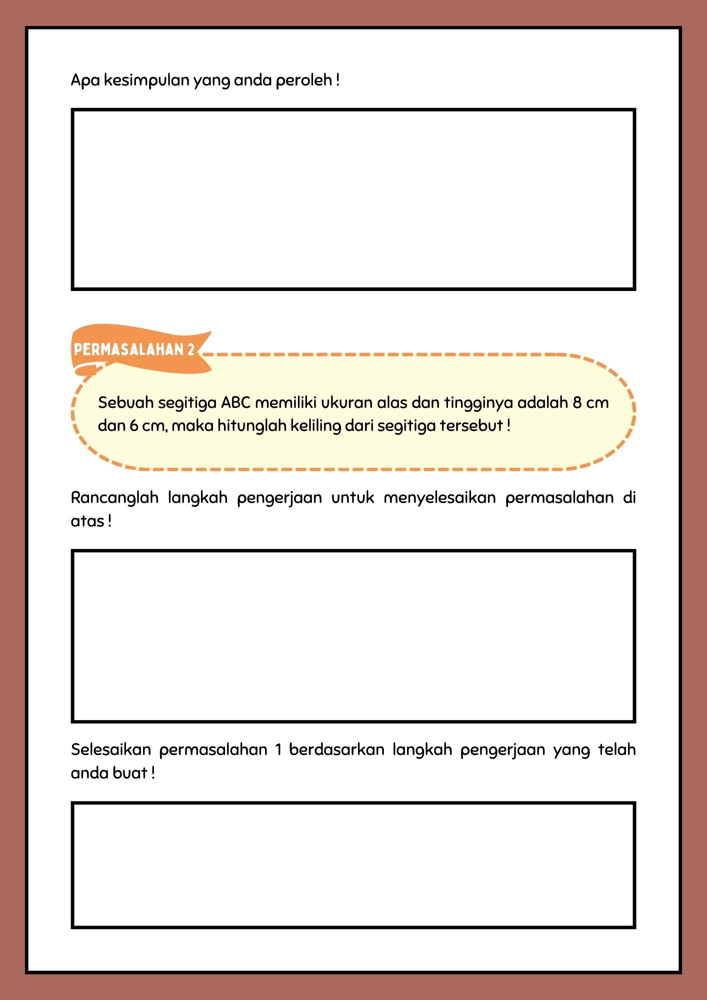 Apa kesimpulan yang anda peroleh !
PERMASALAHAN 2
Sebuah segitiga ABC memiliki ukuran alas dan tingginya adalah 8 cm
dan 6 cm, maka hitunglah keliling dari segitiga tersebut !
Rancanglah langkah pengerjaan untuk menyelesaikan permasalahan di
atas !
Selesaikan permasalahan 1 berdasarkan langkah pengerjaan yang telah
anda buat !